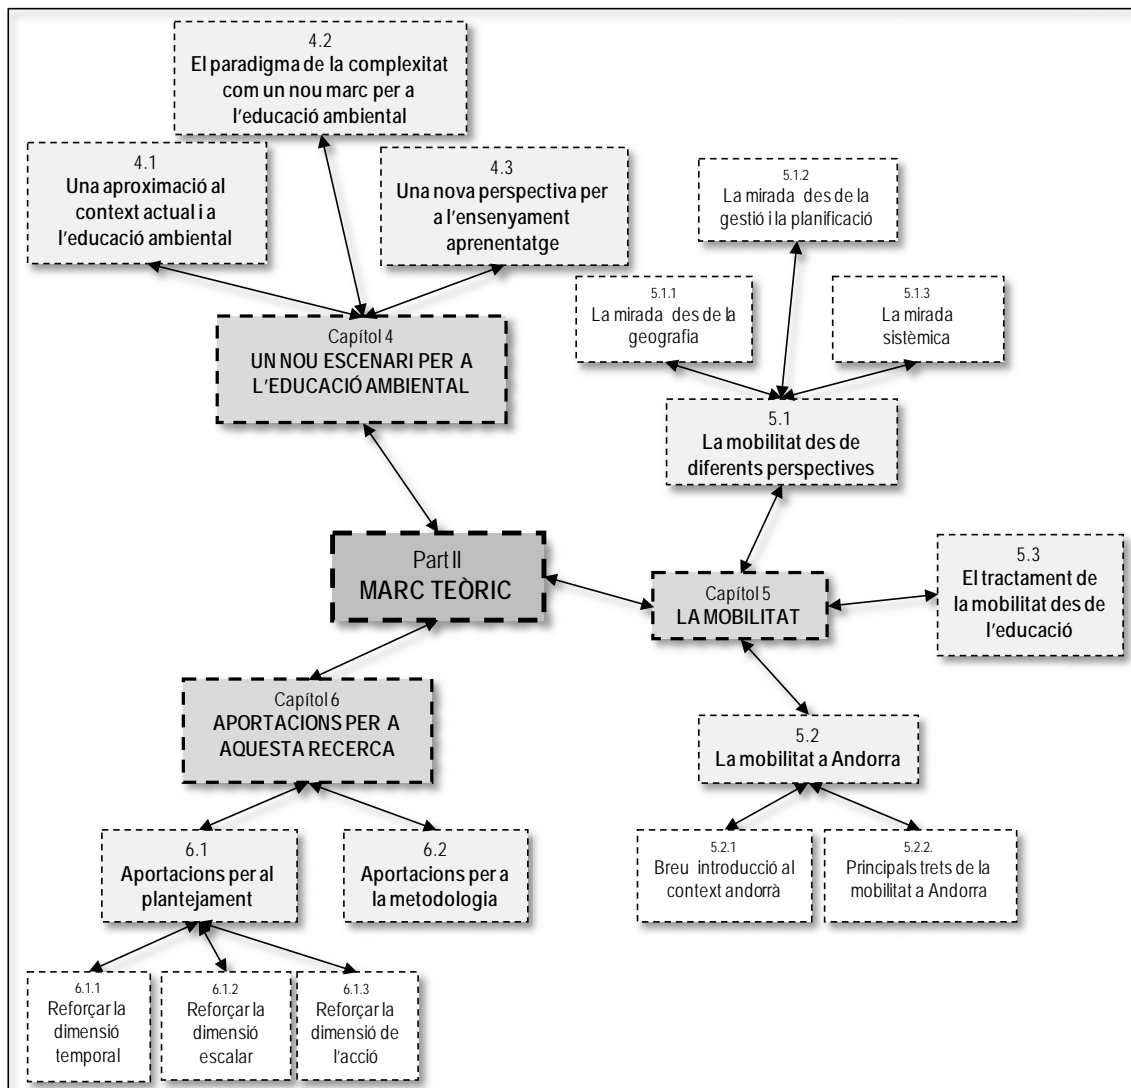 4.2
El paradigma de la complexitat
com un nou marc per a
l'educació ambiental
4.1
Una aproximació al
context actual i a
l'educació ambiental
4.3
Una nova perspectiva per
a l'ensenyament
aprenentatge
Capítol 4
UN NOU ESCENARI PER A
L'EDUCACIÓ AMBIENTAL
5.1.2
La mirada des de la
gestió i la planificació
5.1.1
La mirada des de la
geografia
5.1.3
La mirada
sistèmica
5.1
La mobilitat des de
diferents perspectives
Part II
MARC TEÒRIC
Capítol 5
LA MOBILITAT
5.3
El tractament de
la mobilitat des de
l'educació
Capítol 6
APORTACIONS PER A
AQUESTA RECERCA
5.2
La mobilitat a Andorra
6.1
Aportacions per al
plantejament
6.2
Aportacions per a
la metodologia
5.2.1
Breu introducció al
context andorrà
5.2.2.
Principals trets de la
mobilitat a Andorra
6.1.1
Reforçar la
dimensió
temporal
6.1.2
Reforçar la
dimensió
escalar
6.1.3
Reforçar la
dimensió de
l'acció